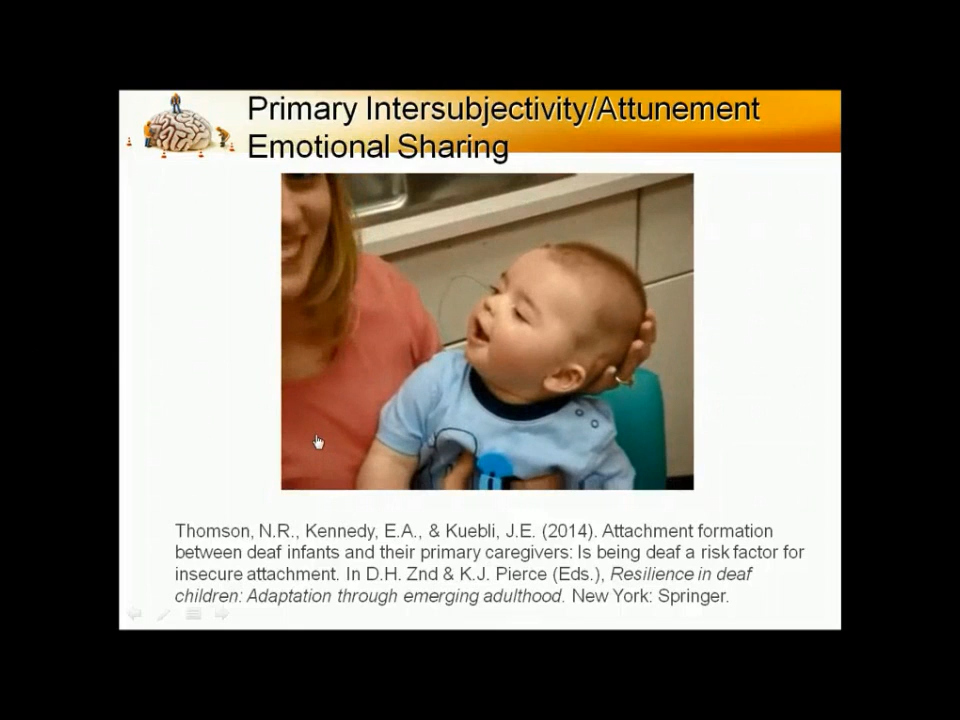 Primary Intersubjectivity/Attunement
Emotional Sharing
Thomson, N.R., Kennedy, E.A., & Kuebli, J.E. (2014). Attachment formation
between deaf infants and their primary caregivers: Is being deaf a risk factor for
insecure attachment. In D.H. Znd & K.J. Pierce (Eds.), Resilience in deaf
children: Adaptation through emerging adulthood. New York: Springer.